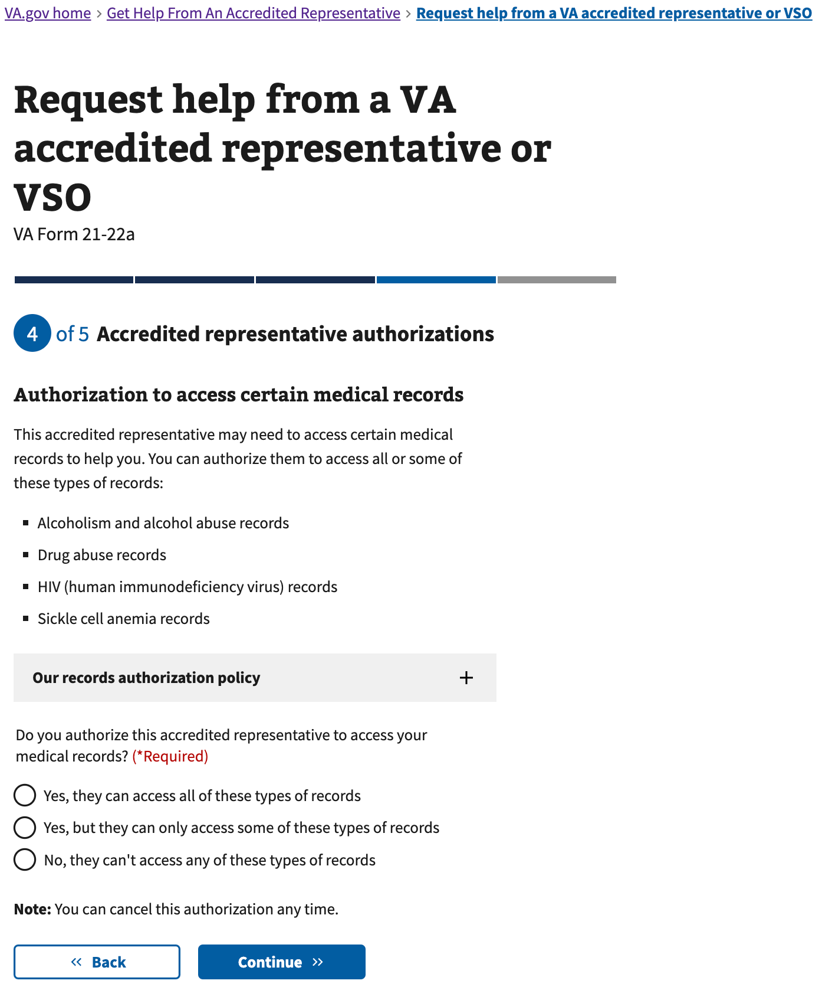 VA.gov home > Get Help From An Accredited Representative > Request help from a VA accredited representative or VSO
Request help from a VA
accredited representative or
VSO
VA Form 21-22a
4 of 5 Accredited representative authorizations
Authorization to access certain medical records
This accredited representative may need to access certain medical
records to help you. You can authorize them to access all or some of
these types of records:
Alcoholism and alcohol abuse records
Drug abuse records
HIV (human immunodeficiency virus) records
Sickle cell anemia records
Our records authorization policy
Do you authorize this accredited representative to access your
medical records? (*Required)
Yes, they can access all of these types of records
Yes, but they can only access some of these types of records
No, they can't access any of these types of records
Note: You can cancel this authorization any time.
« Back
Continue »